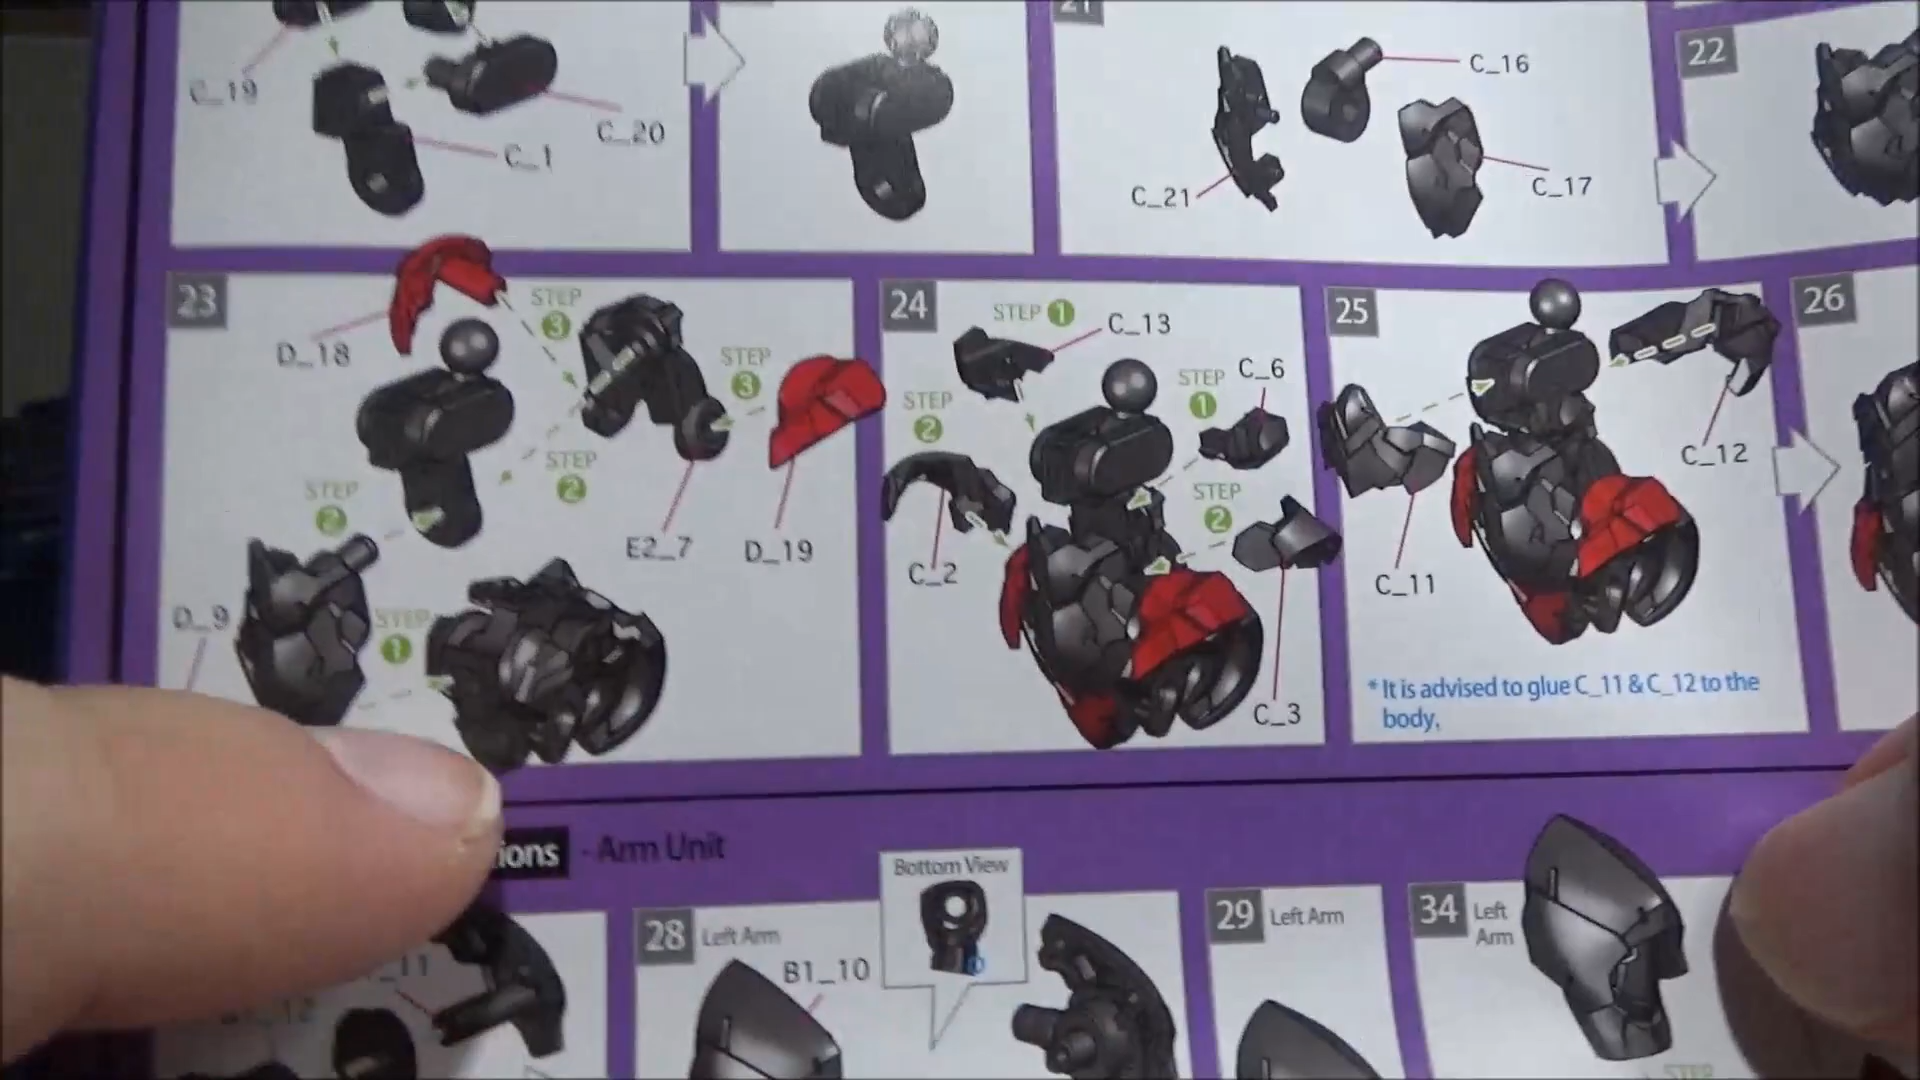 C_19
C_20
C_1
21
C_16
C_21
C_17
22
23
D_18
STEP
3
STEP
3
STEP
2
STEP
2
E2_7
D_19
D_9
STEP
1
24
STEP 1
C_13
STEP
1
C_6
STEP
2
C_2
STEP
2
C_3
25
C_12
C_11
* It is advised to glue C_11 & C_12 to the
body.
26
ions - Arm Unit
Bottom View
28 Left Arm
B1_10
29 Left Arm
34 Left
Arm
STEP